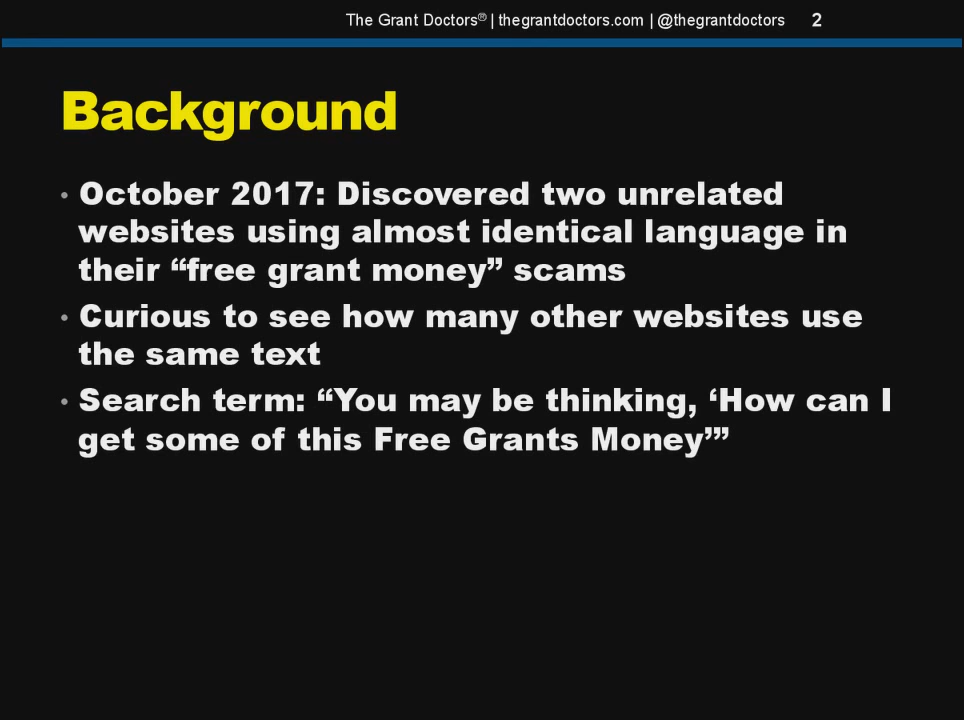 The Grant Doctors® | thegrantdoctors.com | @thegrantdoctors 2
Background
• October 2017: Discovered two unrelated
websites using almost identical language in
their “free grant money” scams
• Curious to see how many other websites use
the same text
• Search term: “You may be thinking, ‘How can I
get some of this Free Grants Money’”